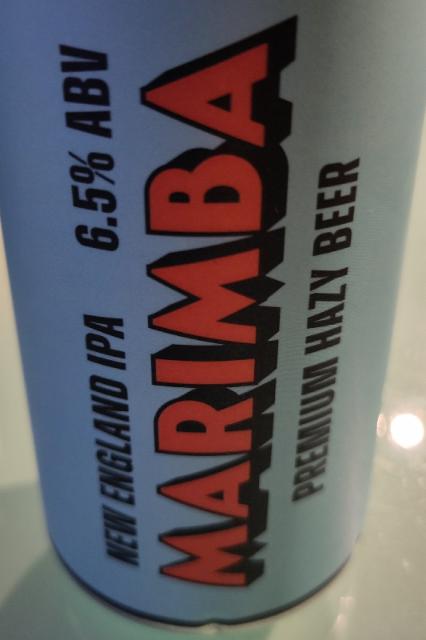 NEW ENGLAND IPA 6.5% ABV
MARIMBA
PREMIUM HAZY BEER